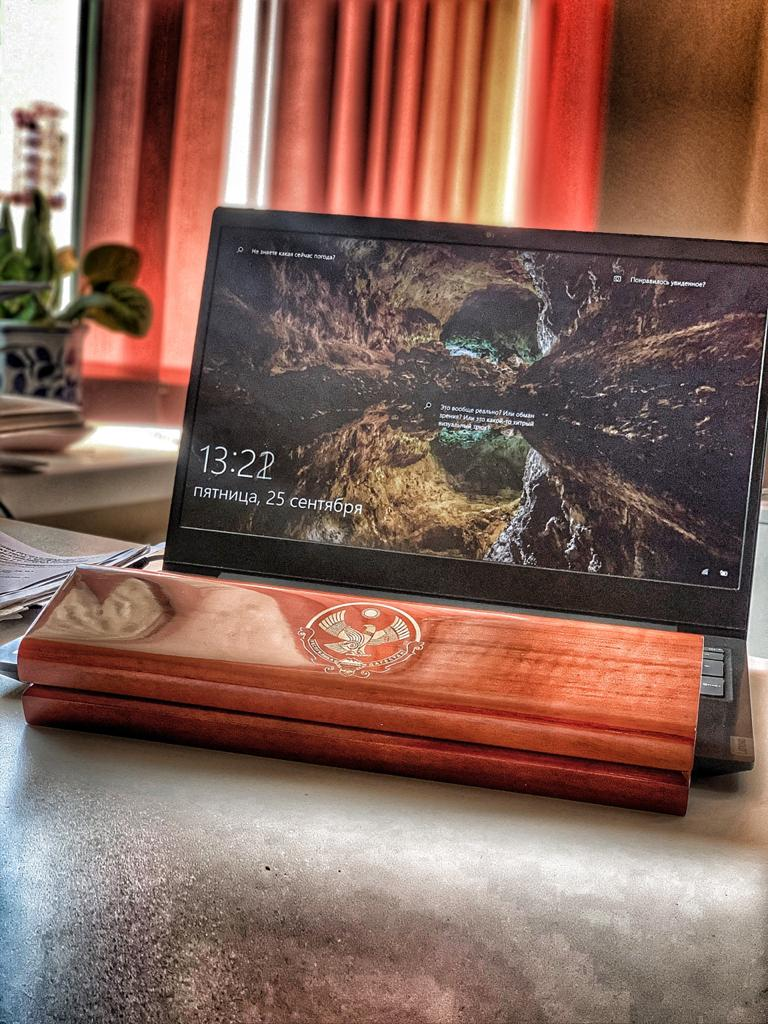 Не знаете какая сейчас погода?
Понравилось увиденное?
Это вообще реально? Или обман
зрения? Или это какой-то хитрый
визуальный трюк?
13:22
пятница, 25 сентября